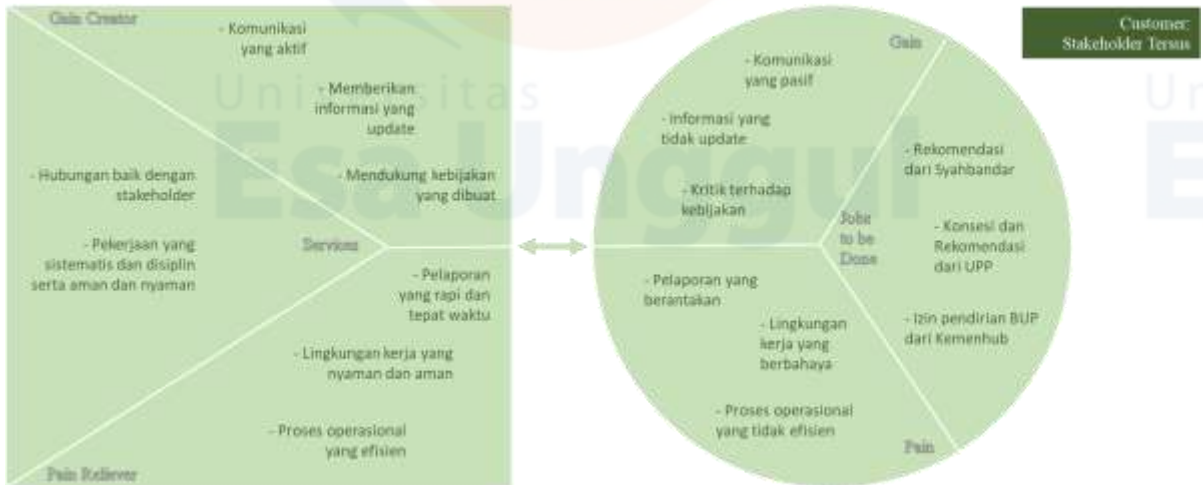 Gain Creator
- Komunikasi
yang aktif
- Memberikan
informasi yang
update
- Hubungan baik dengan
stakeholder
- Mendukung kebijakan
yang dibuat
- Pekerjaan yang
sistematis dan disiplin
serta aman dan nyaman
Services
- Pelaporan
yang rapi dan
tepat waktu
- Lingkungan kerja yang
nyaman dan aman
- Proses operasional
yang efisien
Pain Reliever
Gain
- Komunikasi
yang pasif
- Informasi yang
tidak update
- Kritik terhadap
kebijakan
Jobs
to be
Done
- Rekomendasi
dari Syahbandar
- Konsesi dan
Rekomendasi
dari UPP
- Izin pendirian BUP
dari Kemenhub
- Pelaporan yang
berantakan
- Lingkungan
kerja yang
berbahaya
- Proses operasional
yang tidak efisien
Pain
Customer:
Stakeholder Tersus
Universitas
Esa Unggul
Un
E